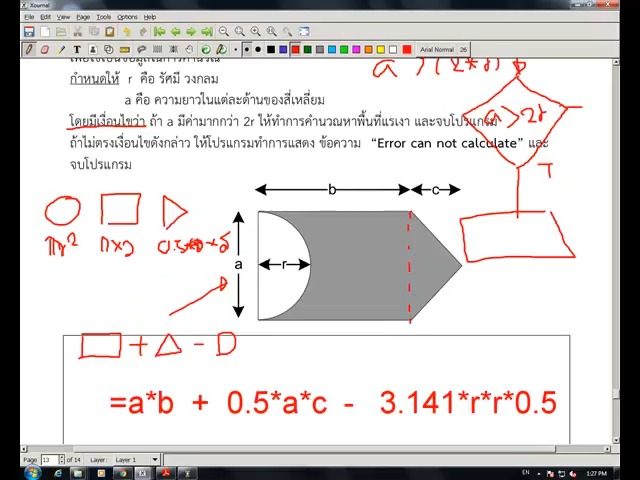 Xournal
File Edit View Page Tools Options Help
Arial Normal 26
a > (2*r)
กำหนดให้ r คือ รัศมี วงกลม
a คือ ความยาวในแต่ละด้านของสี่เหลี่ยม
โดยมีเงื่อนไขว่า ถ้า a มีค่ามากกว่า 2r ให้ทำการคำนวณหาพื้นที่แรเงา และจบโปรแกรม
a > 2r
ถ้าไม่ตรงเงื่อนไขดังกล่าว ให้โปรแกรมทำการแสดง ข้อความ “Error can not calculate” และ
จบโปรแกรม
T
b c
a r
πr²
□ + △ - D
=a*b + 0.5*a*c - 3.141*r*r*0.5
Page 13 of 14 Layer: Layer 1
EN 1:27 PM